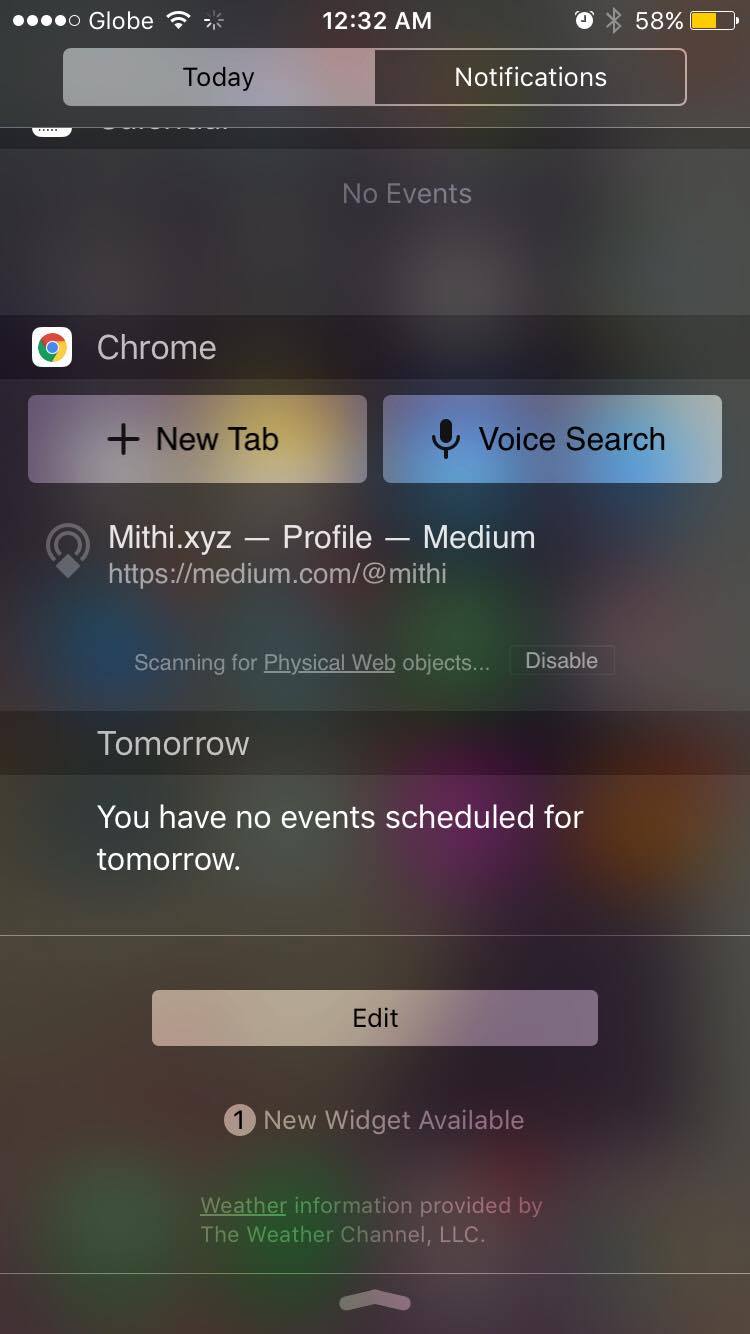 Globe 12:32 AM 58%
Today Notifications
No Events
Chrome
New Tab Voice Search
Mithi.xyz — Profile — Medium
https://medium.com/@mithi
Scanning for Physical Web objects... Disable
Tomorrow
You have no events scheduled for
tomorrow.
Edit
1 New Widget Available
Weather information provided by
The Weather Channel, LLC.